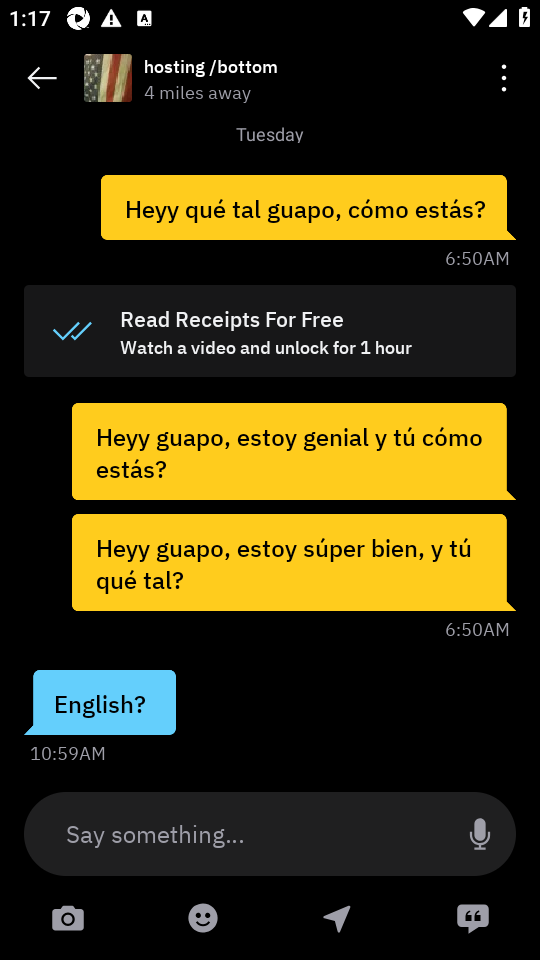 1:17
hosting /bottom
4 miles away
Tuesday
Heyy qué tal guapo, cómo estás?
6:50AM
Read Receipts For Free
Watch a video and unlock for 1 hour
Heyy guapo, estoy genial y tú cómo
estás?
Heyy guapo, estoy súper bien, y tú
qué tal?
6:50AM
English?
10:59AM
Say something...